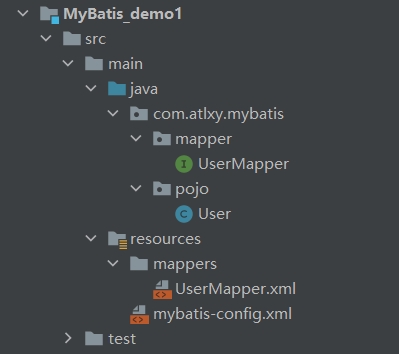 MyBatis_demo1
src
main
java
com.atlxy.mybatis
mapper
UserMapper
pojo
User
resources
mappers
UserMapper.xml
mybatis-config.xml
test